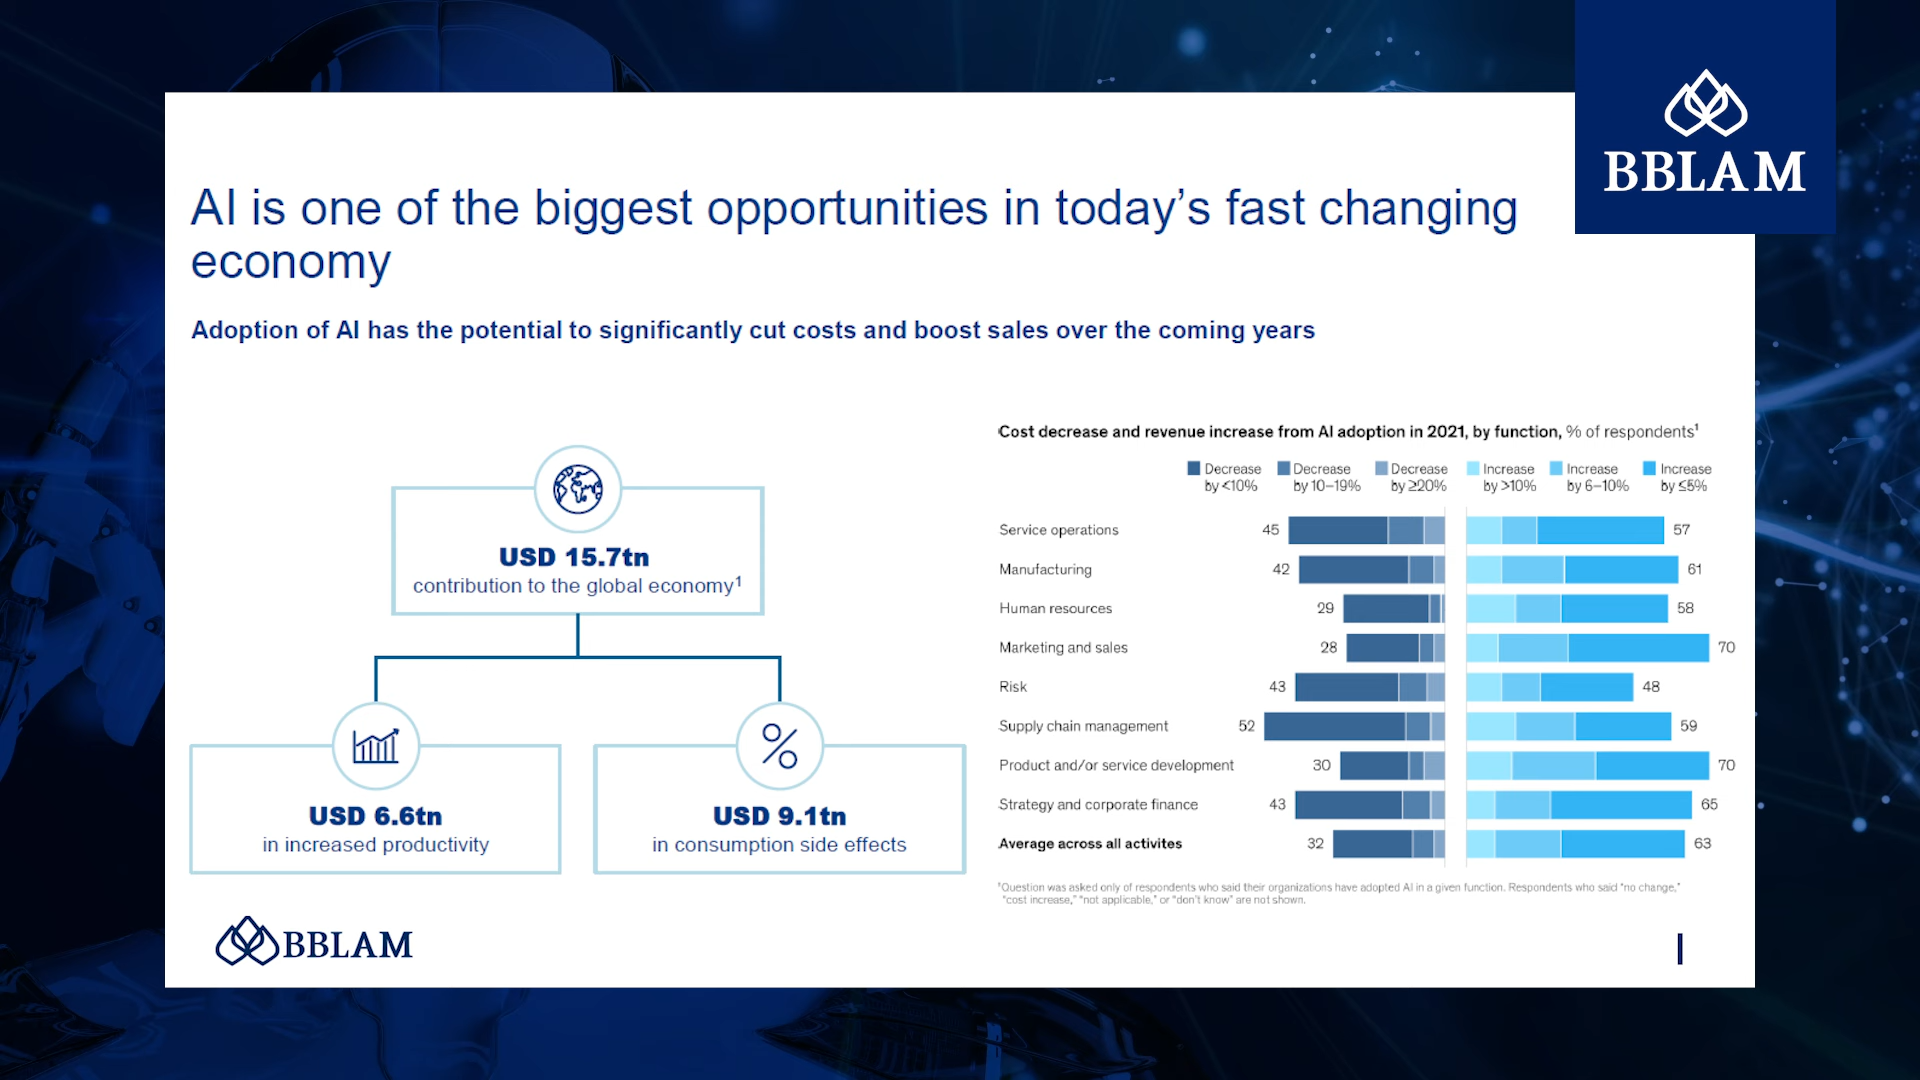 BBLAM
AI is one of the biggest opportunities in today's fast changing
economy
Adoption of AI has the potential to significantly cut costs and boost sales over the coming years
USD 15.7tn
contribution to the global economy¹
USD 6.6tn
in increased productivity
USD 9.1tn
in consumption side effects
Cost decrease and revenue increase from AI adoption in 2021, by function, % of respondents¹
Decrease by <10%
Decrease by 10–19%
Decrease by ≥20%
Increase by >10%
Increase by 6–10%
Increase by ≤5%
Service operations 45 57
Manufacturing 42 61
Human resources 29 58
Marketing and sales 28 70
Risk 43 48
Supply chain management 52 59
Product and/or service development 30 70
Strategy and corporate finance 43 65
Average across all activites 32 63
¹Question was asked only of respondents who said their organizations have adopted AI in a given function. Respondents who said "no change,"
"cost increase," "not applicable," or "don't know" are not shown.
BBLAM